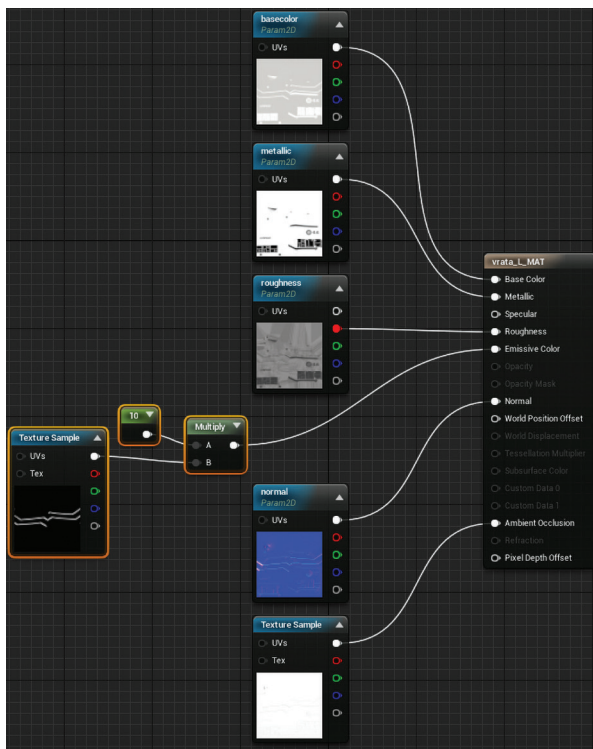 basecolor
Param2D
UVs
metallic
Param2D
UVs
roughness
Param2D
UVs
10
Multiply
A
B
Texture Sample
UVs
Tex
normal
Param2D
UVs
Texture Sample
UVs
Tex
vrata_L_MAT
Base Color
Metallic
Specular
Roughness
Emissive Color
Opacity
Opacity Mask
Normal
World Position Offset
World Displacement
Tessellation Multiplier
Subsurface Color
Custom Data 0
Custom Data 1
Ambient Occlusion
Refraction
Pixel Depth Offset